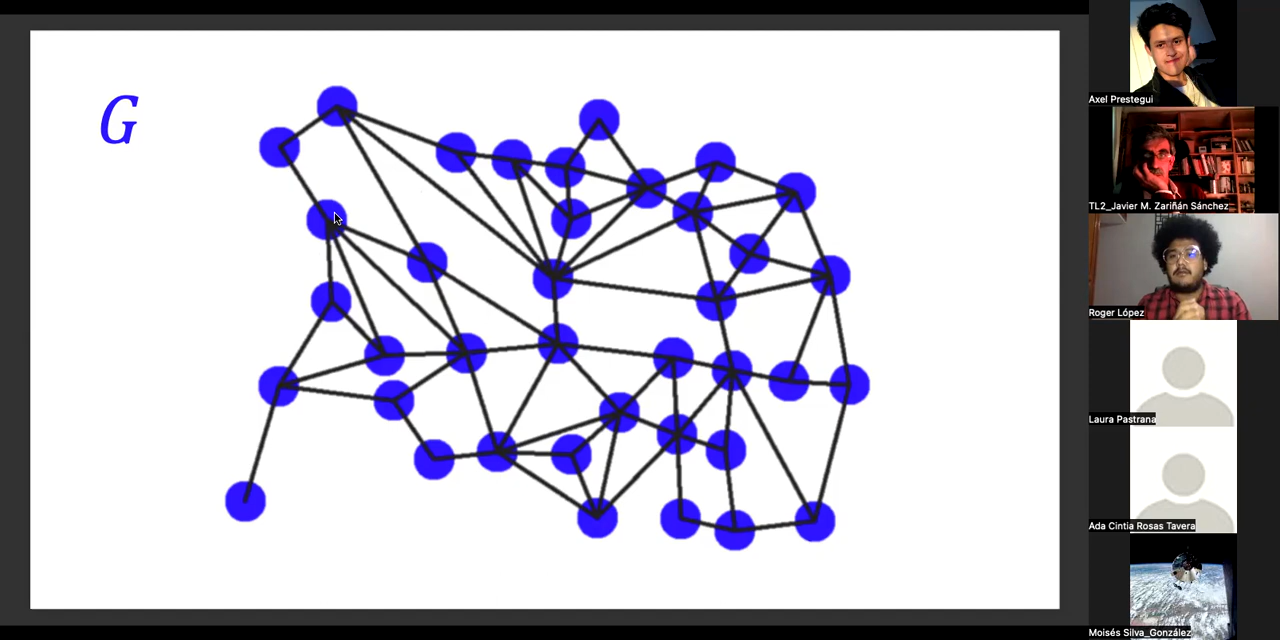 G
Axel Prestegui
TL2_Javier M. Zariñán Sánchez
Roger López
Laura Pastrana
Ada Cintia Rosas Tavera
Moisés Silva_González